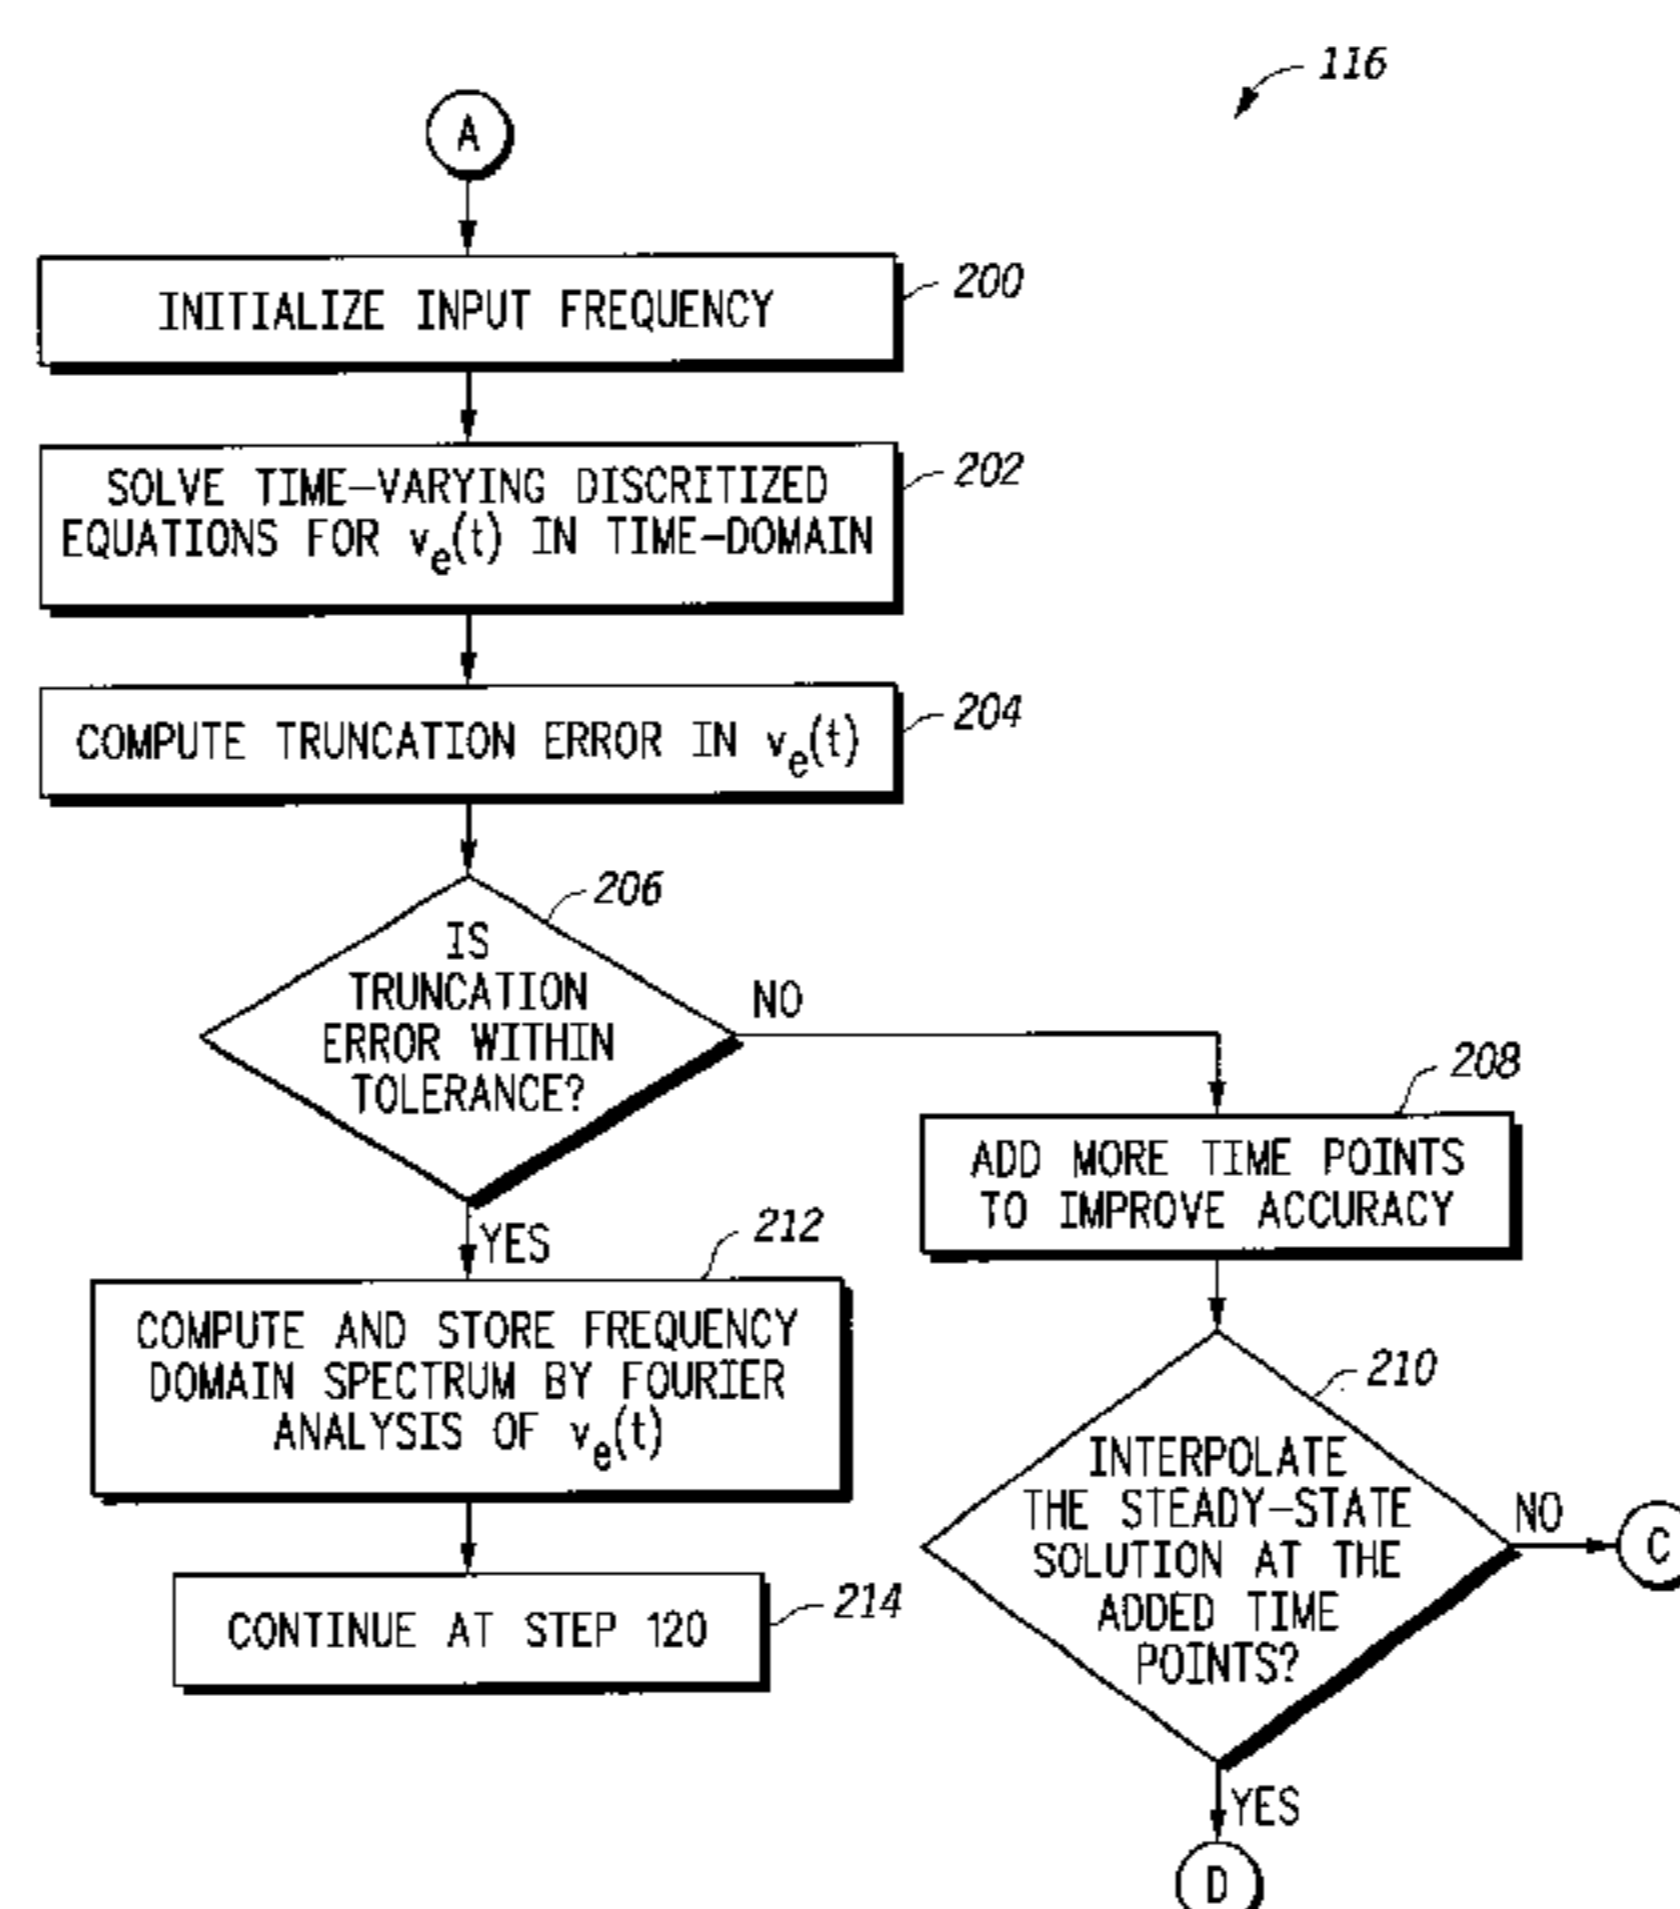 116
A
INITIALIZE INPUT FREQUENCY
200
SOLVE TIME-VARYING DISCRITIZED
EQUATIONS FOR ve(t) IN TIME-DOMAIN
202
COMPUTE TRUNCATION ERROR IN ve(t)
204
206
IS
TRUNCATION
ERROR WITHIN
TOLERANCE?
NO
YES
208
ADD MORE TIME POINTS
TO IMPROVE ACCURACY
212
COMPUTE AND STORE FREQUENCY
DOMAIN SPECTRUM BY FOURIER
ANALYSIS OF ve(t)
CONTINUE AT STEP 120
214
210
INTERPOLATE
THE STEADY-STATE
SOLUTION AT THE
ADDED TIME
POINTS?
NO
C
YES
D